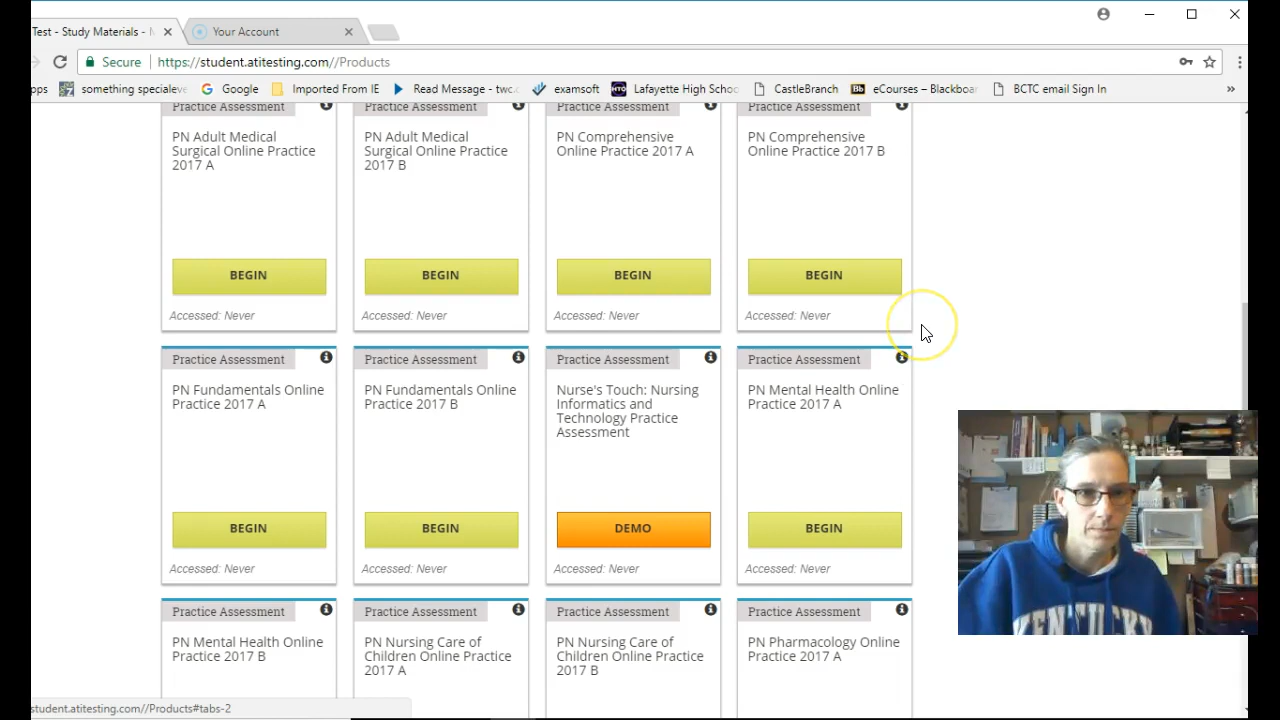 Test - Study Materials -
Your Account
Secure
https://student.atitesting.com//Products
pps
something specialeve
Google
Imported From IE
Read Message - twc.c
examsoft
Lafayette High Schoo
CastleBranch
Bb
eCourses – Blackboa
BCTC email Sign In
»
Practice Assessment
Practice Assessment
Practice Assessment
Practice Assessment
PN Adult Medical
Surgical Online Practice
2017 A
PN Adult Medical
Surgical Online Practice
2017 B
PN Comprehensive
Online Practice 2017 A
PN Comprehensive
Online Practice 2017 B
BEGIN
BEGIN
BEGIN
BEGIN
Accessed: Never
Accessed: Never
Accessed: Never
Accessed: Never
Practice Assessment
Practice Assessment
Practice Assessment
Practice Assessment
PN Fundamentals Online
Practice 2017 A
PN Fundamentals Online
Practice 2017 B
Nurse's Touch: Nursing
Informatics and
Technology Practice
Assessment
PN Mental Health Online
Practice 2017 A
BEGIN
BEGIN
DEMO
BEGIN
Accessed: Never
Accessed: Never
Accessed: Never
Accessed: Never
Practice Assessment
Practice Assessment
Practice Assessment
Practice Assessment
PN Mental Health Online
Practice 2017 B
PN Nursing Care of
Children Online Practice
2017 A
PN Nursing Care of
Children Online Practice
2017 B
PN Pharmacology Online
Practice 2017 A
student.atitesting.com//Products#tabs-2
KENTUCKY